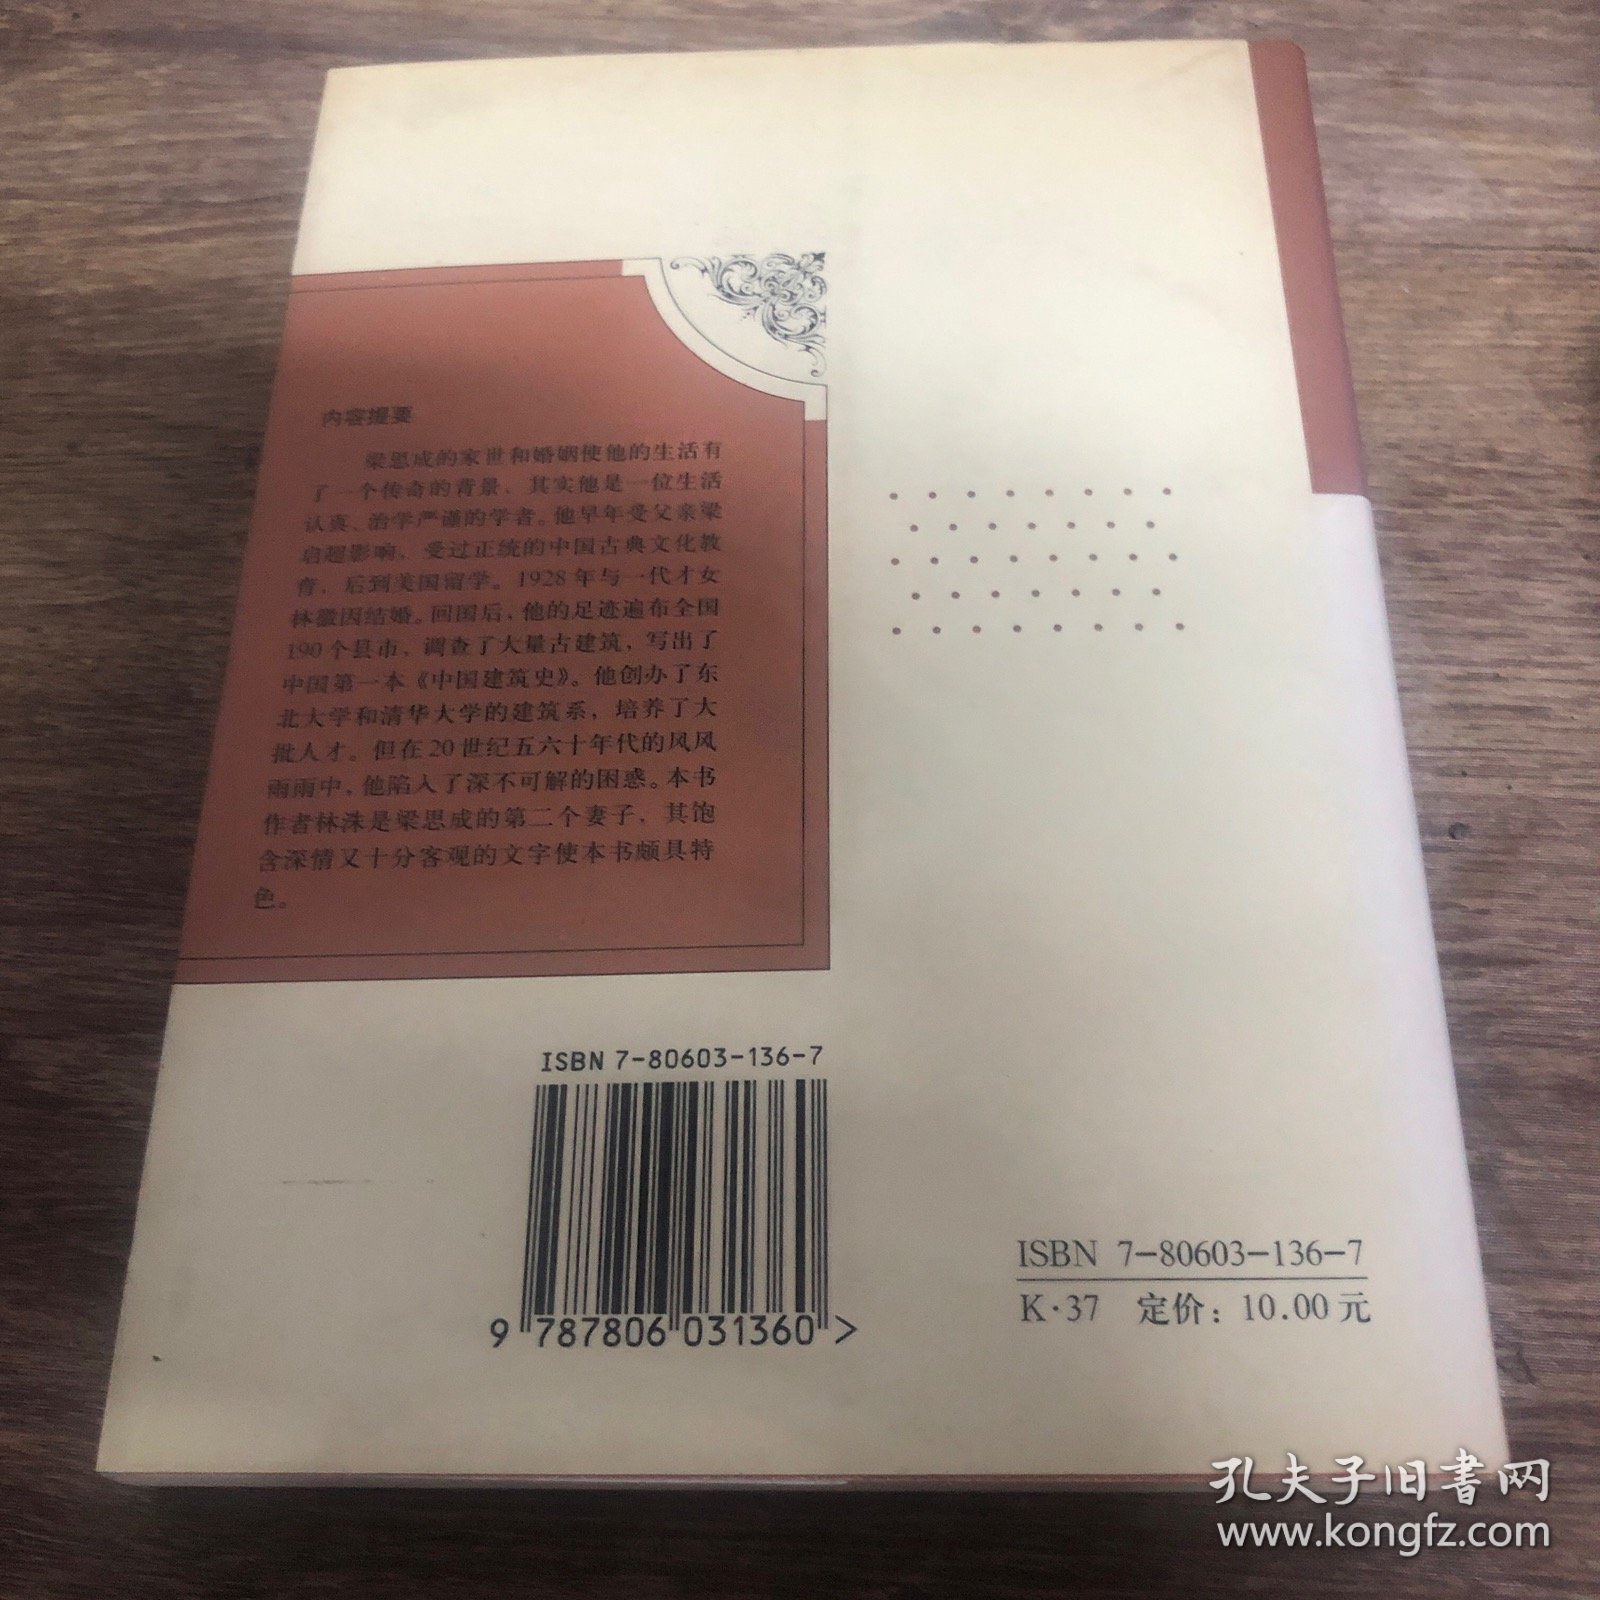 内容提要
梁思成的家世和婚姻使他的生活有
了一个传奇的背景，其实他是一位生活
认真、治学严谨的学者。他早年受父亲梁
启超影响，受过正统的中国古典文化教
育，后到美国留学。1928年与一代才女
林徽因结婚。回国后，他的足迹遍布全国
190个县市，调查了大量古建筑，写出了
中国第一本《中国建筑史》。他创办了东
北大学和清华大学的建筑系，培养了大
批人才。但在20世纪五六十年代的风风
雨雨中，他陷入了深不可解的困惑。本书
作者林洙是梁思成的第二个妻子，其饱
含深情又十分客观的文字使本书颇具特
色。
ISBN 7-80603-136-7
9 787806 031360 >
ISBN 7-80603-136-7
K·37 定价：10.00元
孔夫子旧書网
www.kongfz.com